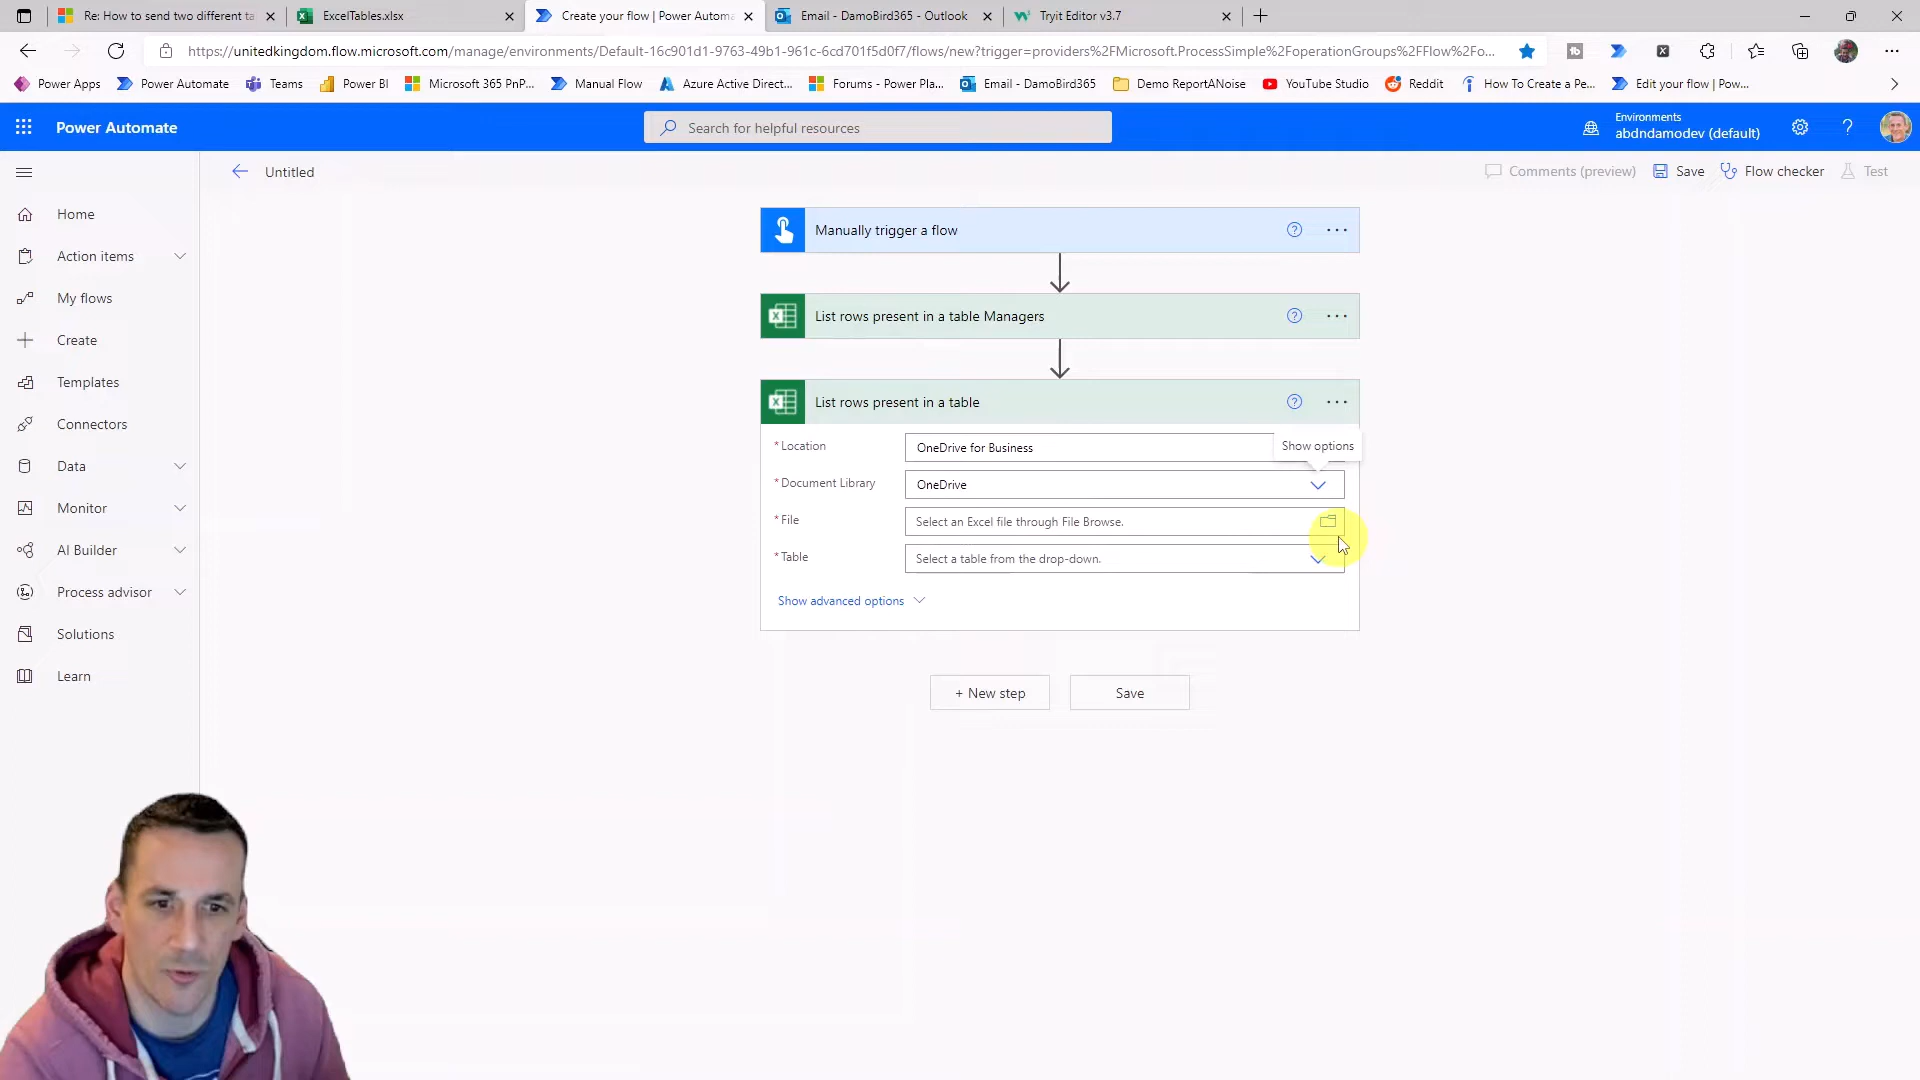 Re: How to send two different ta
ExcelTables.xlsx
Create your flow | Power Automa
Email - DamoBird365 - Outlook
Tryit Editor v3.7
https://unitedkingdom.flow.microsoft.com/manage/environments/Default-16c901d1-9763-49b1-961c-6cd701f5d0f7/flows/new?trigger=providers%2FMicrosoft.ProcessSimple%2FoperationGroups%2FFlow%2Fo...
Power Apps
Power Automate
Teams
Power BI
Microsoft 365 PnP...
Manual Flow
Azure Active Direct...
Forums - Power Pla...
Email - DamoBird365
Demo ReportANoise
YouTube Studio
Reddit
How To Create a Pe...
Edit your flow | Pow...
Power Automate
Search for helpful resources
Environments
abdndamodev (default)
Untitled
Comments (preview)
Save
Flow checker
Test
Home
Action items
My flows
Create
Templates
Connectors
Data
Monitor
AI Builder
Process advisor
Solutions
Learn
Manually trigger a flow
List rows present in a table Managers
List rows present in a table
* Location
OneDrive for Business
Show options
* Document Library
OneDrive
* File
Select an Excel file through File Browse.
* Table
Select a table from the drop-down.
Show advanced options
+ New step
Save